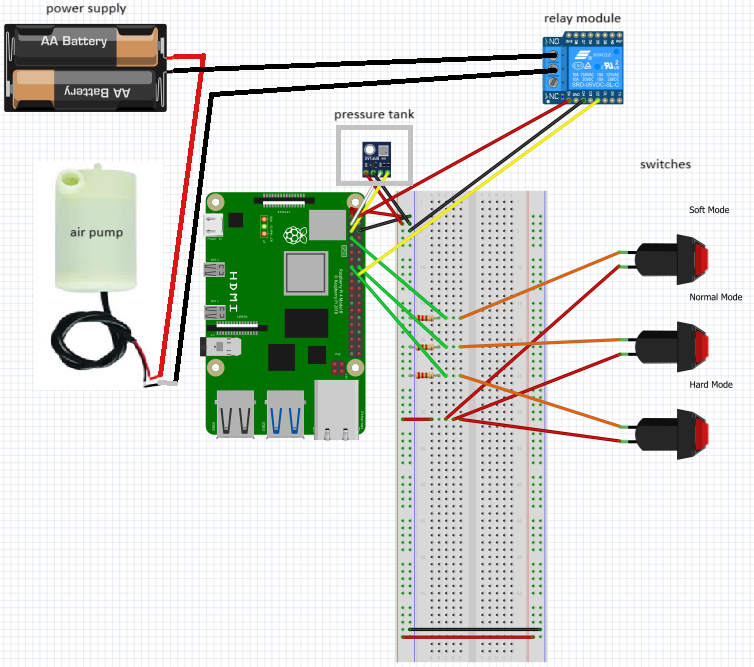 power supply
relay module
AA Battery
AA Battery
NO
NC
SRD-05VDC-SL-C
pressure tank
switches
Soft Mode
air pump
HDMI
Normal Mode
Hard Mode